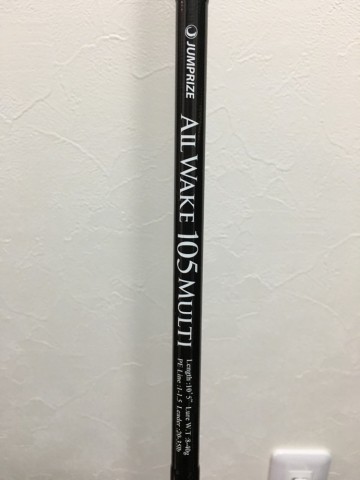 JUMPRIZE
ALL WAKE 105 MULTI
Length :10'5" Lure W.T :8-40g
PE Line :1-1.5 Leader :20-35lb